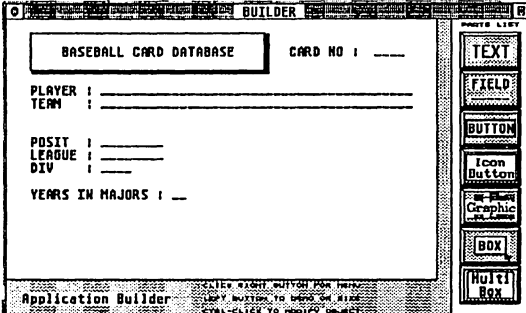 BUILDER
BASEBALL CARD DATABASE
CARD NO :
PLAYER :
TEAM :
POSIT :
LEAGUE :
DIV :
YEARS IN MAJORS :
PARTS LIST
TEXT
FIELD
BUTTON
Icon
Button
Graphic
BOX
Multi
Box
Application Builder
CLICK RIGHT BUTTON FOR MENU
LEFT BUTTON TO DRAG OR SIZE
CTRL-CLICK TO MODIFY OBJECT